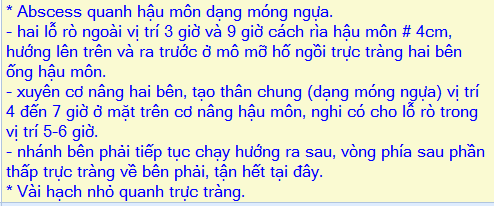 * Abscess quanh hậu môn dạng móng ngựa.
- hai lỗ rò ngoài vị trí 3 giờ và 9 giờ cách rìa hậu môn # 4cm,
hướng lên trên và ra trước ở mô mỡ hố ngồi trực tràng hai bên
ống hậu môn.
- xuyên cơ nâng hai bên, tạo thân chung (dạng móng ngựa) vị trí
4 đến 7 giờ ở mặt trên cơ nâng hậu môn, nghi có cho lỗ rò trong
vị trí 5-6 giờ.
- nhánh bên phải tiếp tục chạy hướng ra sau, vòng phía sau phần
thấp trực tràng về bên phải, tận hết tại đây.
* Vài hạch nhỏ quanh trực tràng.